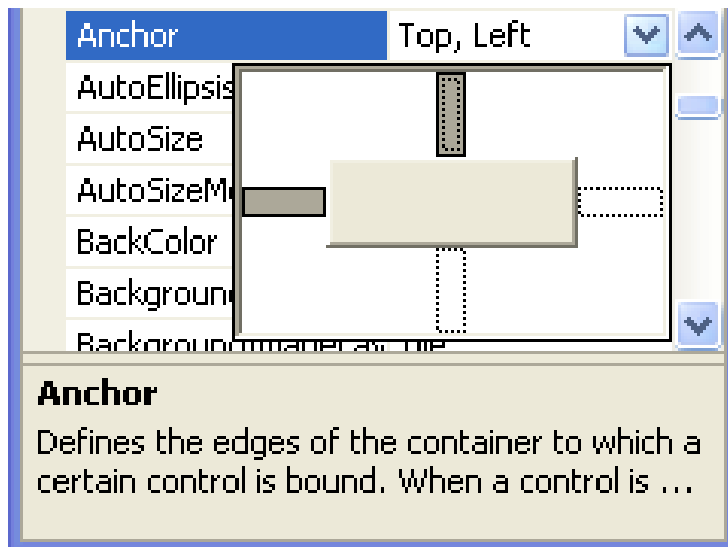 Anchor Top, Left
AutoEllipsis
AutoSize
BackColor
Anchor
Defines the edges of the container to which a
certain control is bound. When a control is ...